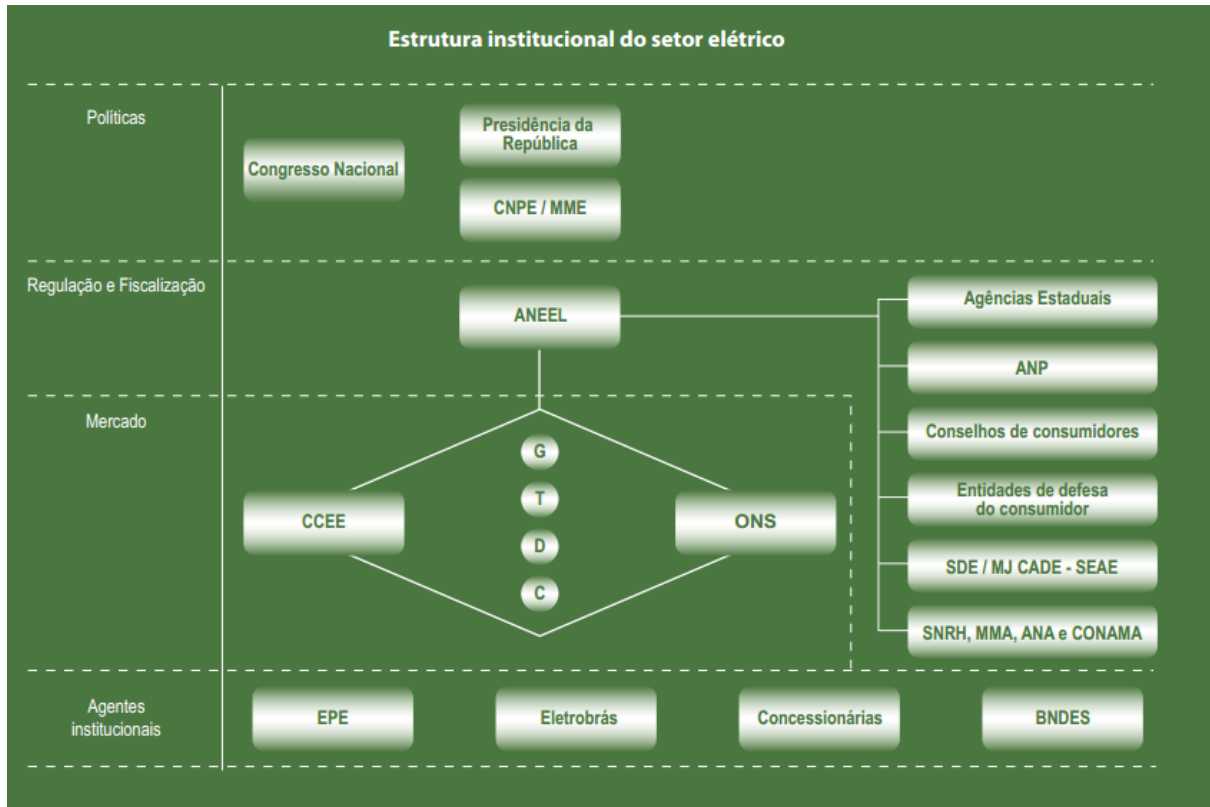 Estrutura institucional do setor elétrico
Políticas
Congresso Nacional
Presidência da
República
CNPE / MME
Regulação e Fiscalização
ANEEL
Agências Estaduais
ANP
Conselhos de consumidores
Entidades de defesa
do consumidor
SDE / MJ CADE - SEAE
SNRH, MMA, ANA e CONAMA
Mercado
CCEE
G
T
D
C
ONS
Agentes
institucionais
EPE
Eletrobrás
Concessionárias
BNDES